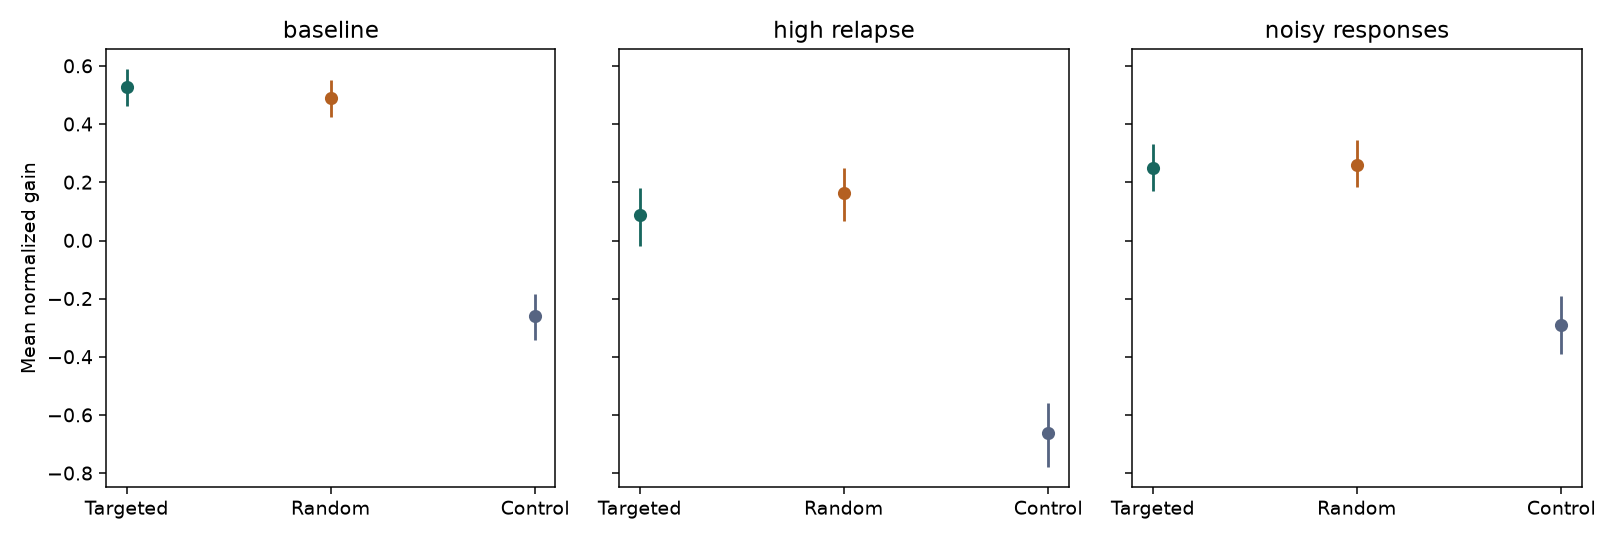 baseline
high relapse
noisy responses
Mean normalized gain
0.6
0.4
0.2
0.0
−0.2
−0.4
−0.6
−0.8
Targeted Random Control
Targeted Random Control
Targeted Random Control